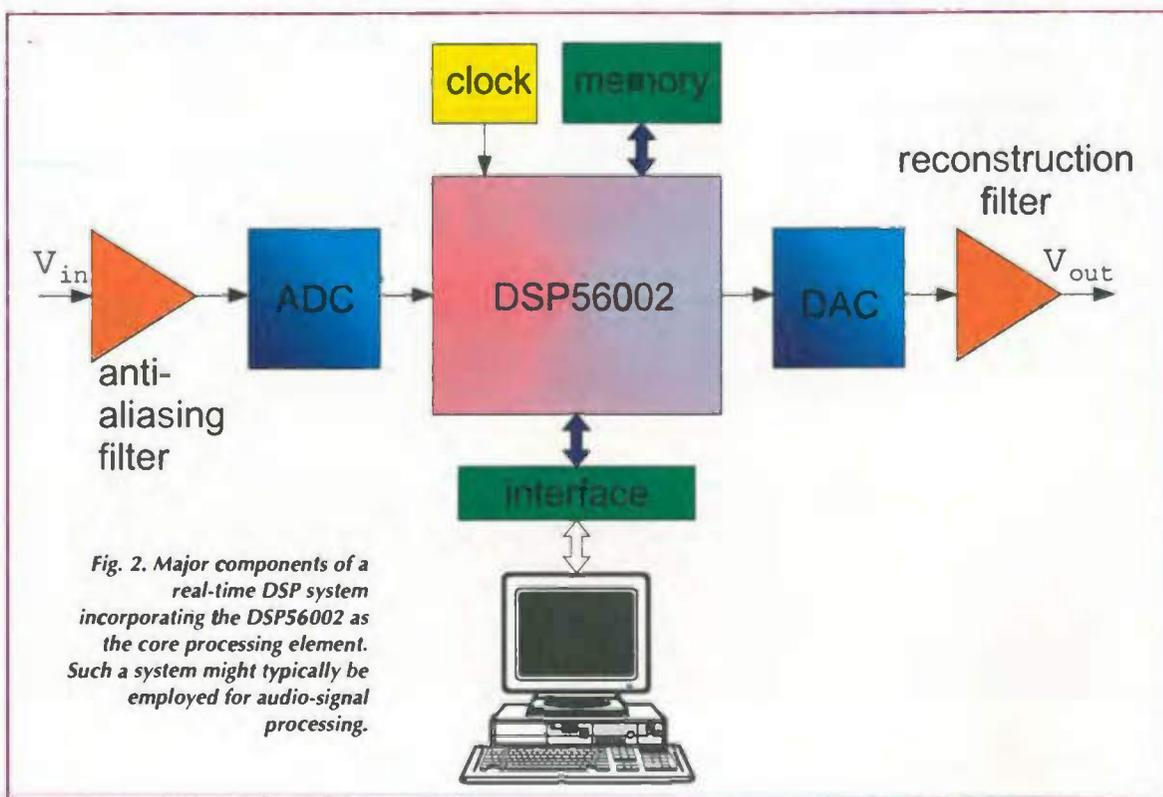 clock
memory
reconstruction
filter
V_in
ADC
DSP56002
DAC
V_out
anti-
aliasing
filter
interface
Fig. 2. Major components of a
real-time DSP system
incorporating the DSP56002 as
the core processing element.
Such a system might typically be
employed for audio-signal
processing.